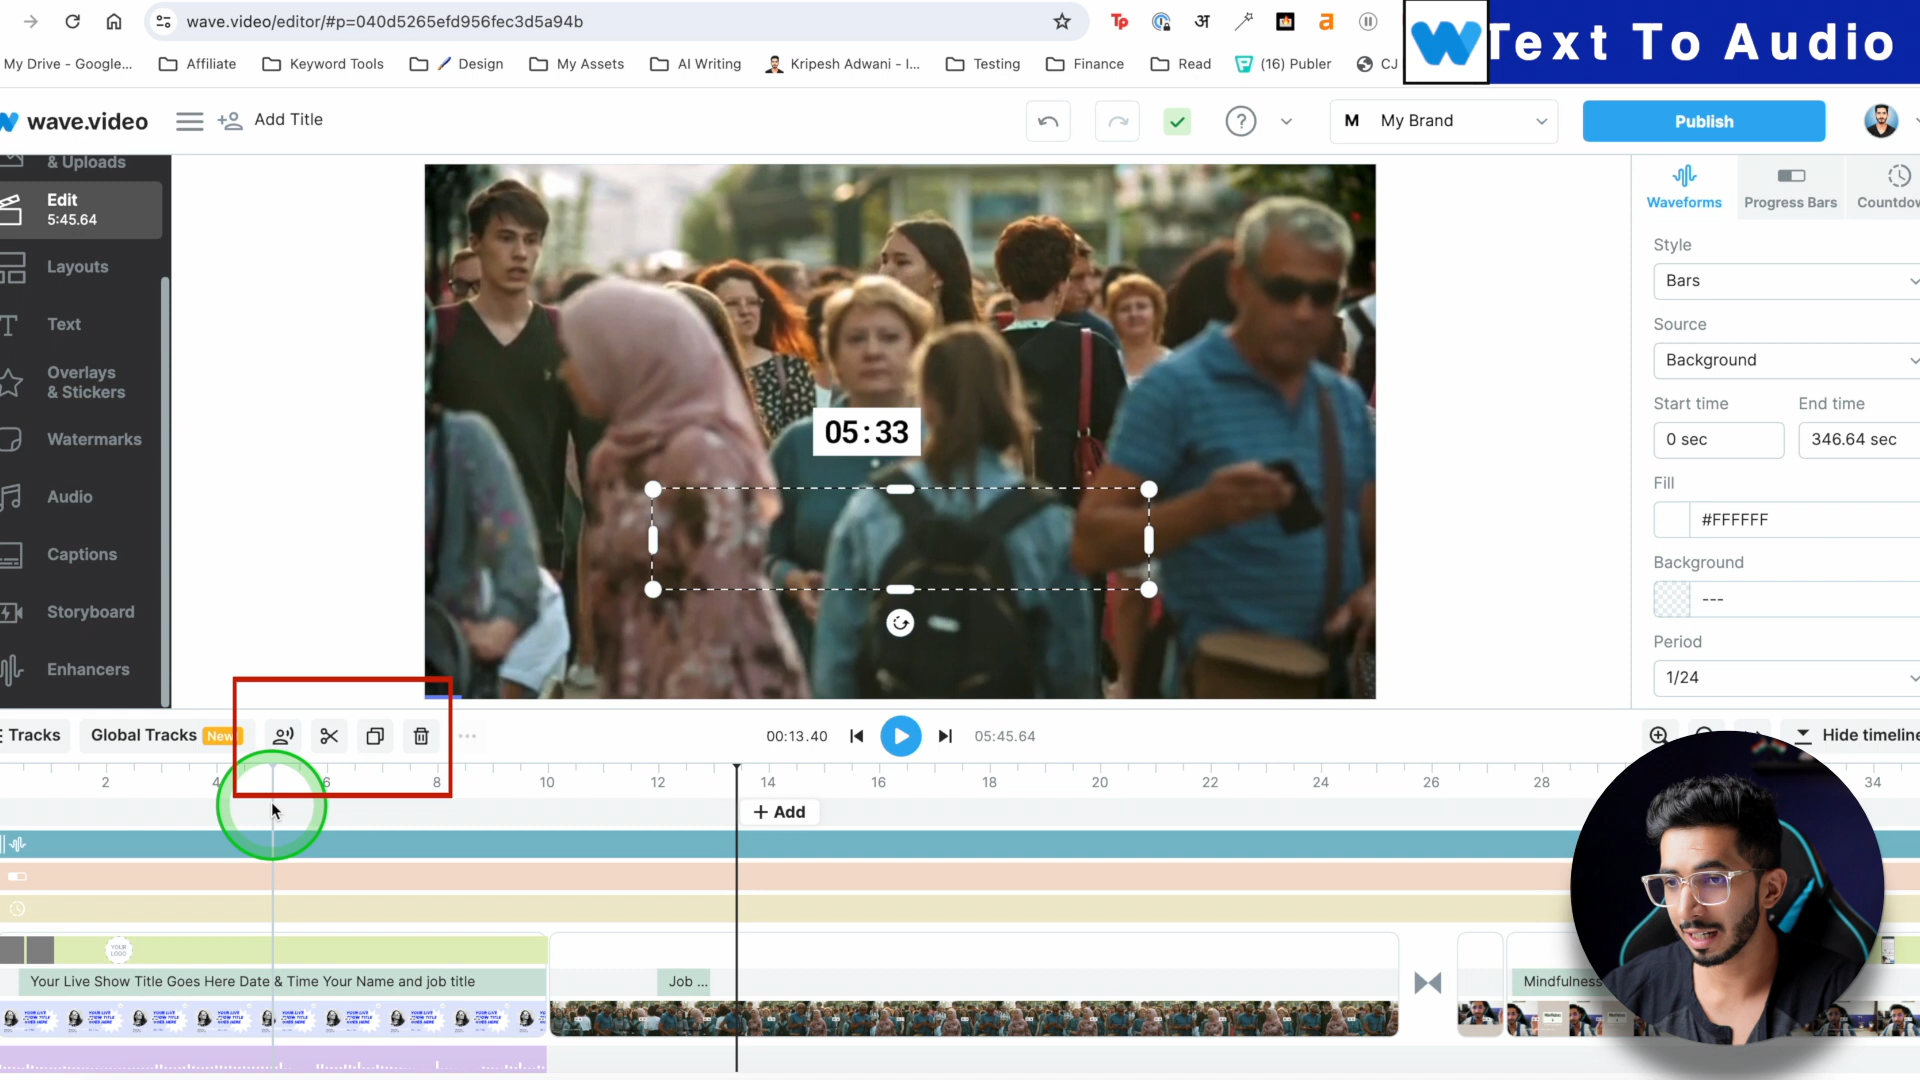 wave.video/editor/#p=040d5265efd956fec3d5a94b
Tp
अ
a
Text To Audio
My Drive - Google...
Affiliate
Keyword Tools
Design
My Assets
AI Writing
Kripesh Adwani - I...
Testing
Finance
Read
(16) Publer
CJ
wave.video
Add Title
?
M My Brand
Publish
& Uploads
Edit
5:45.64
Layouts
Text
Overlays
& Stickers
Watermarks
Audio
Captions
Storyboard
Enhancers
05:33
Waveforms
Progress Bars
Countdow
Style
Bars
Source
Background
Start time
End time
0 sec
346.64 sec
Fill
#FFFFFF
Background
---
Period
1/24
Tracks
Global Tracks New
00:13.40
05:45.64
Hide timeline
2 4 6 8 10 12 14 16 18 20 22 24 26 28 34
+ Add
YOUR
LOGO
Your Live Show Title Goes Here Date & Time Your Name and job title
Job ...
Mindfulness